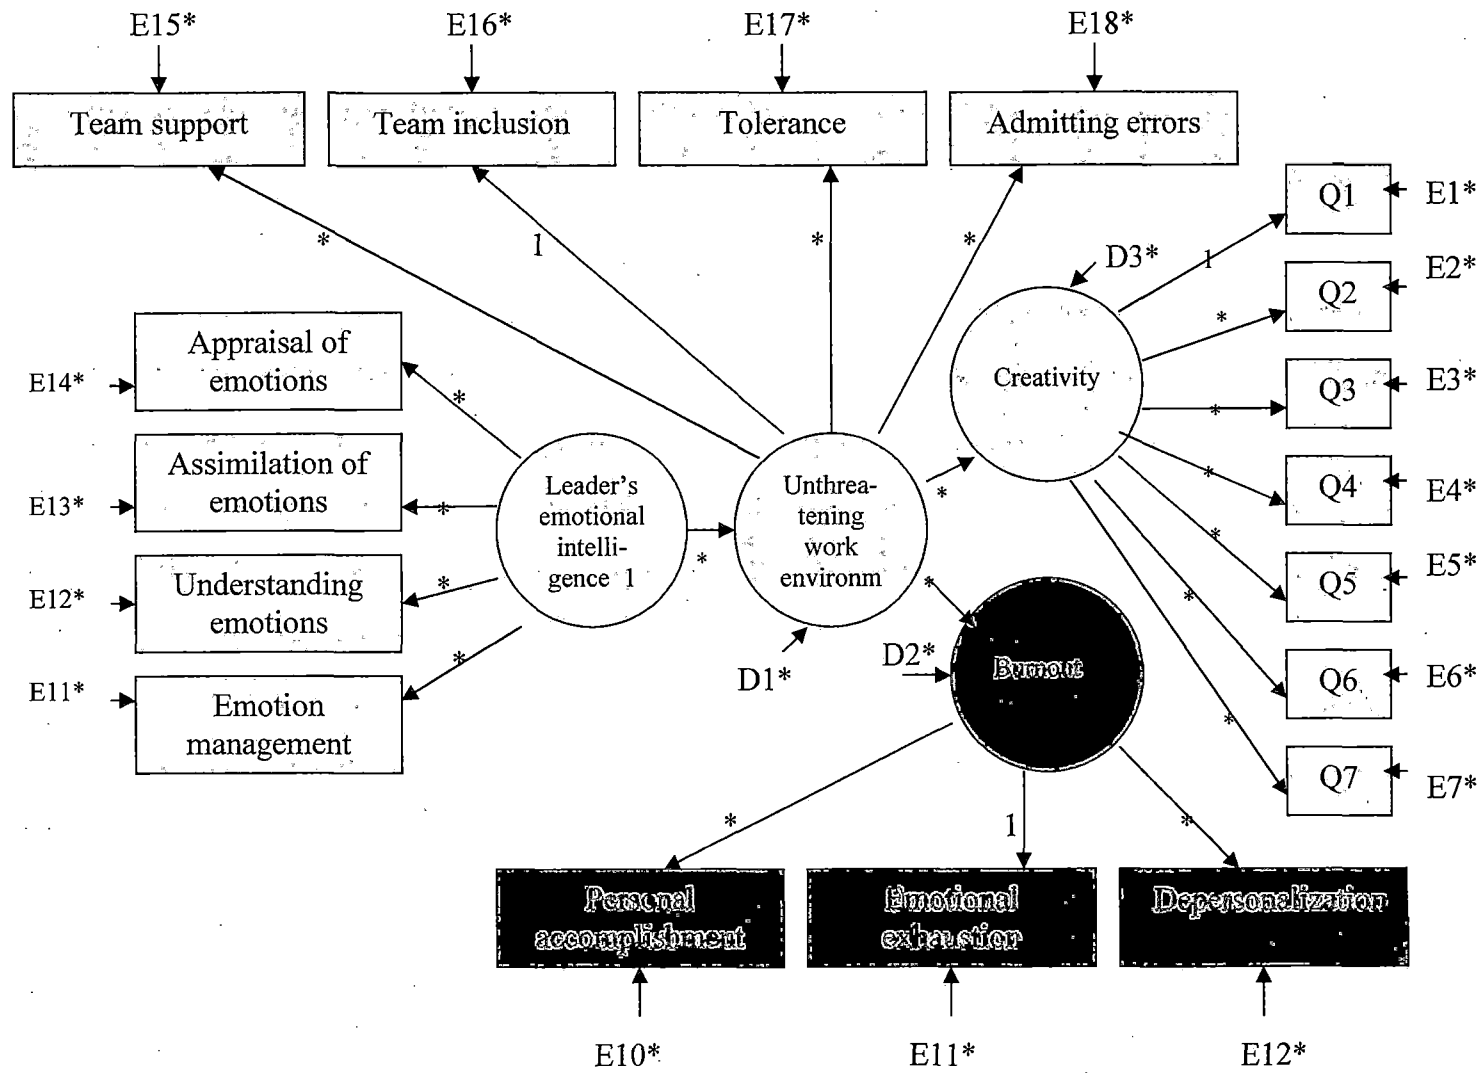 E15*
E16*
E17*
E18*
Team support
Team inclusion
Tolerance
Admitting errors
*
1
*
*
Q1
E1*
1
D3*
Q2
E2*
*
Creativity
Q3
E3*
*
Q4
E4*
*
Q5
E5*
*
Q6
E6*
*
Q7
E7*
*
Appraisal of
emotions
E14*
*
Assimilation of
emotions
E13*
*
Understanding
emotions
E12*
*
Emotion
management
E11*
*
Leader's
emotional
intelli-
gence 1
*
Unthrea-
tening
work
environm
D1*
*
*
D2*
Burnout
*
1
*
Personal
accomplishment
Emotional
exhaustion
Depersonalization
E10*
E11*
E12*